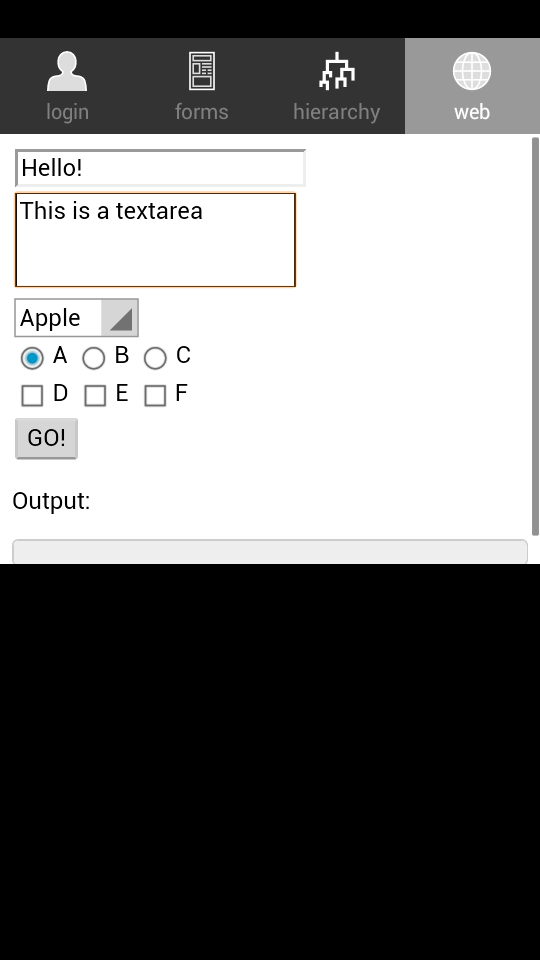 login forms hierarchy web
Hello!
This is a textarea
Apple
A B C
D E F
GO!
Output: